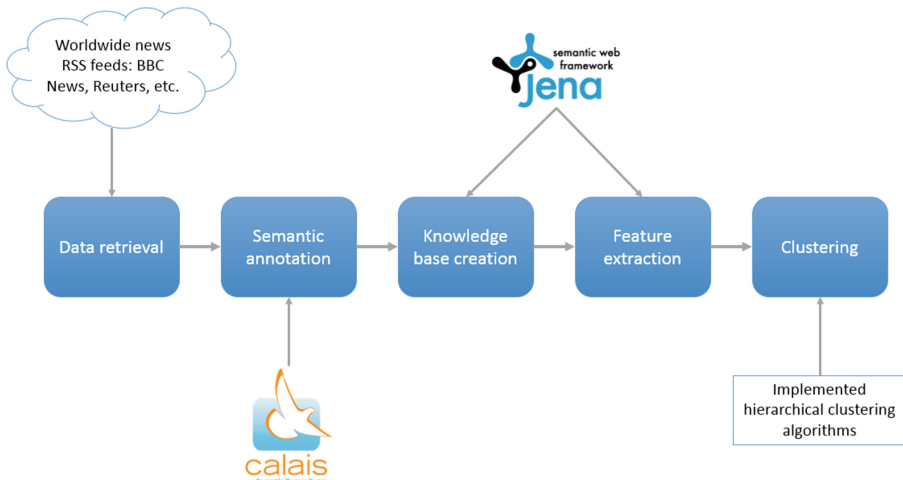 Worldwide news
RSS feeds: BBC
News, Reuters, etc.
semantic web
framework
Jena
Data retrieval
Semantic
annotation
Knowledge
base creation
Feature
extraction
Clustering
calais
Implemented
hierarchical clustering
algorithms